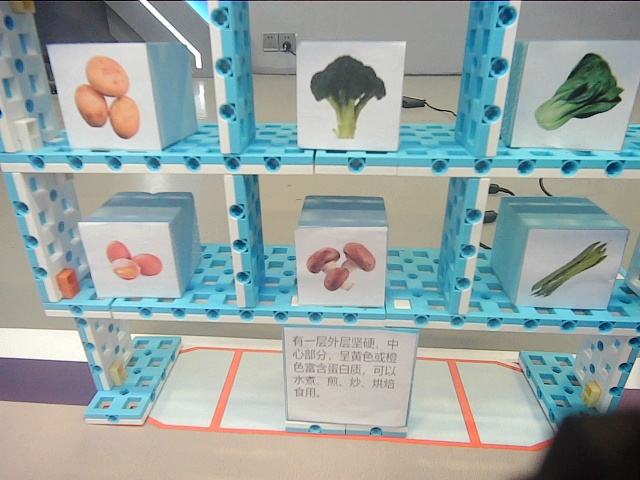 有一层外层坚硬，中
心部分，呈黄色或橙
色富含蛋白质，可以
水煮、煎、炒、烘焙
食用。